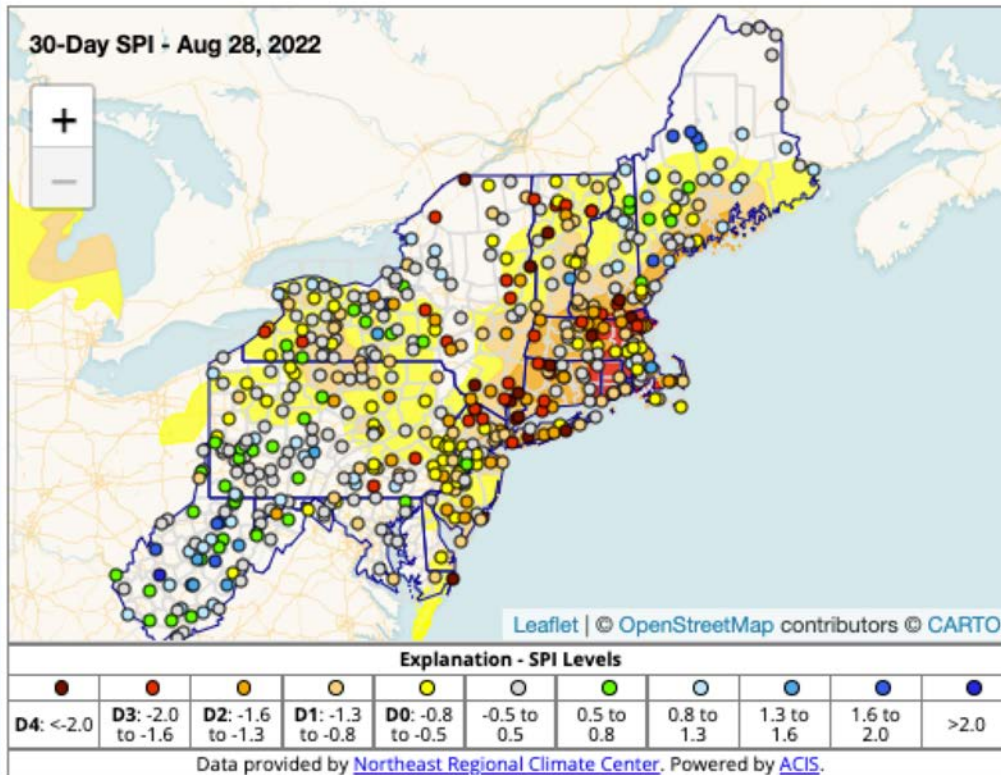 30-Day SPI - Aug 28, 2022
+
−
Leaflet | © OpenStreetMap contributors © CARTO
Explanation - SPI Levels
D4: <-2.0
D3: -2.0
to -1.6
D2: -1.6
to -1.3
D1: -1.3
to -0.8
D0: -0.8
to -0.5
-0.5 to
0.5
0.5 to
0.8
0.8 to
1.3
1.3 to
1.6
1.6 to
2.0
>2.0
Data provided by Northeast Regional Climate Center. Powered by ACIS.